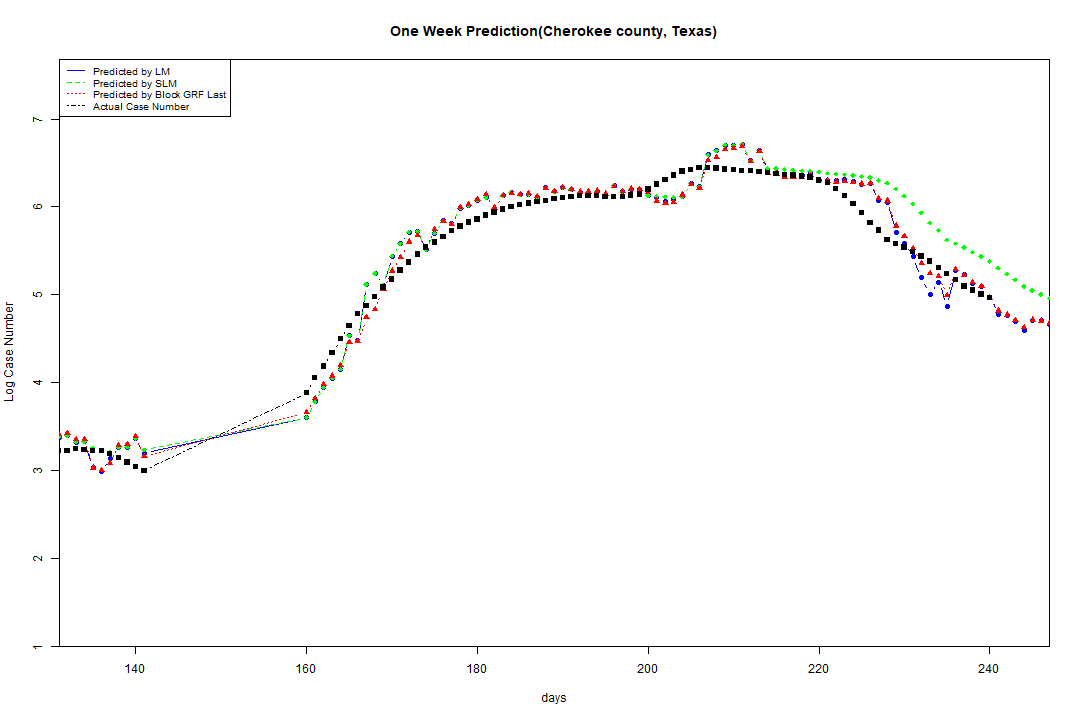 One Week Prediction(Cherokee county, Texas)
Predicted by LM
Predicted by SLM
Predicted by Block GRF Last
Actual Case Number
7
6
5
4
3
2
1
Log Case Number
140 160 180 200 220 240
days